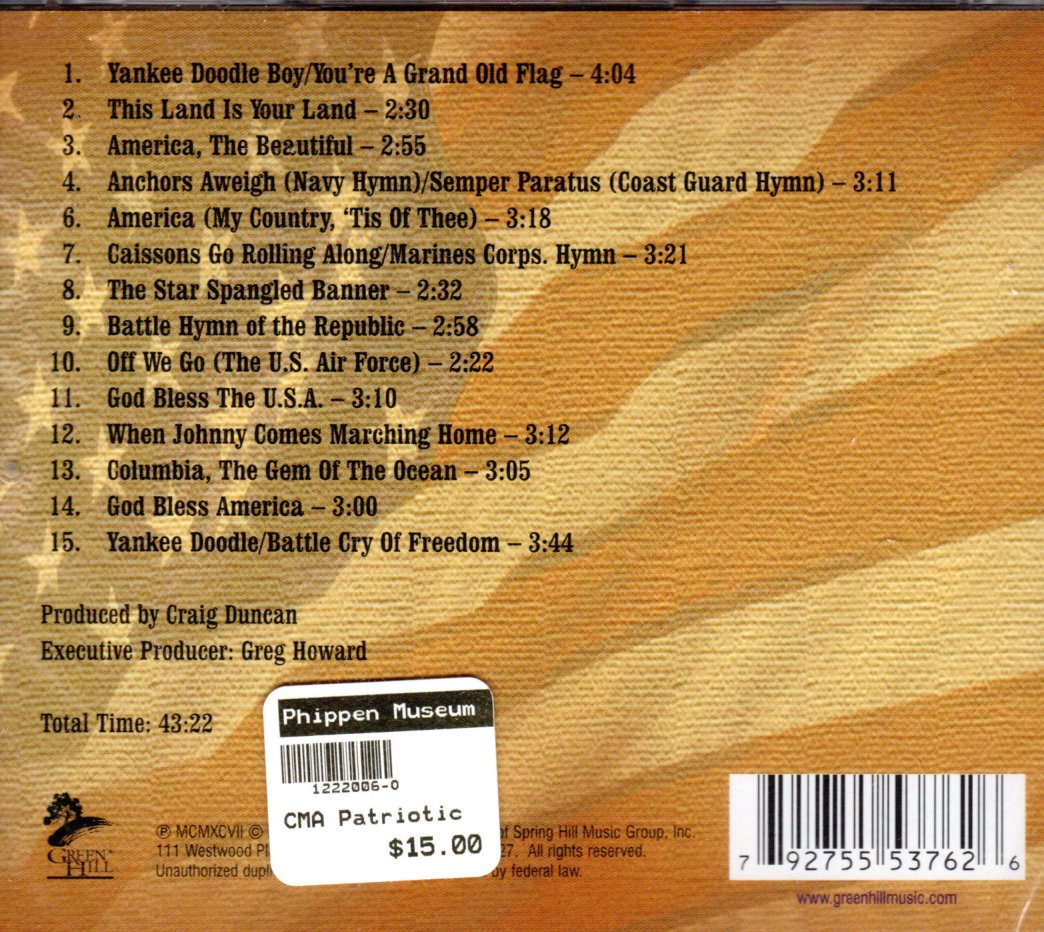 1. Yankee Doodle Boy/You're A Grand Old Flag – 4:04
2. This Land Is Your Land – 2:30
3. America, The Beautiful – 2:55
4. Anchors Aweigh (Navy Hymn)/Semper Paratus (Coast Guard Hymn) – 3:11
6. America (My Country, ‘Tis Of Thee) – 3:18
7. Caissons Go Rolling Along/Marines Corps. Hymn – 3:21
8. The Star Spangled Banner – 2:32
9. Battle Hymn of the Republic – 2:58
10. Off We Go (The U.S. Air Force) – 2:22
11. God Bless The U.S.A. – 3:10
12. When Johnny Comes Marching Home – 3:12
13. Columbia, The Gem Of The Ocean – 3:05
14. God Bless America – 3:00
15. Yankee Doodle/Battle Cry Of Freedom – 3:44
Produced by Craig Duncan
Executive Producer: Greg Howard
Total Time: 43:22
Phippen Museum
1222006-0
CMA Patriotic
$15.00
GREEN
HILL
℗ MCMXCVII © of Spring Hill Music Group, Inc.
111 Westwood 27. All rights reserved.
Unauthorized by federal law.
7 92755 53762 6
www.greenhillmusic.com